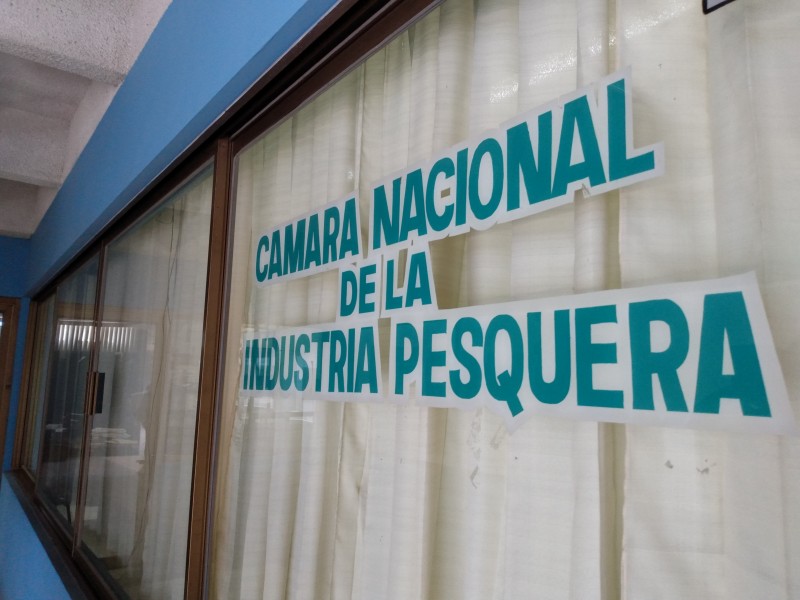 CAMARA NACIONAL
DE LA
INDUSTRIA PESQUERA